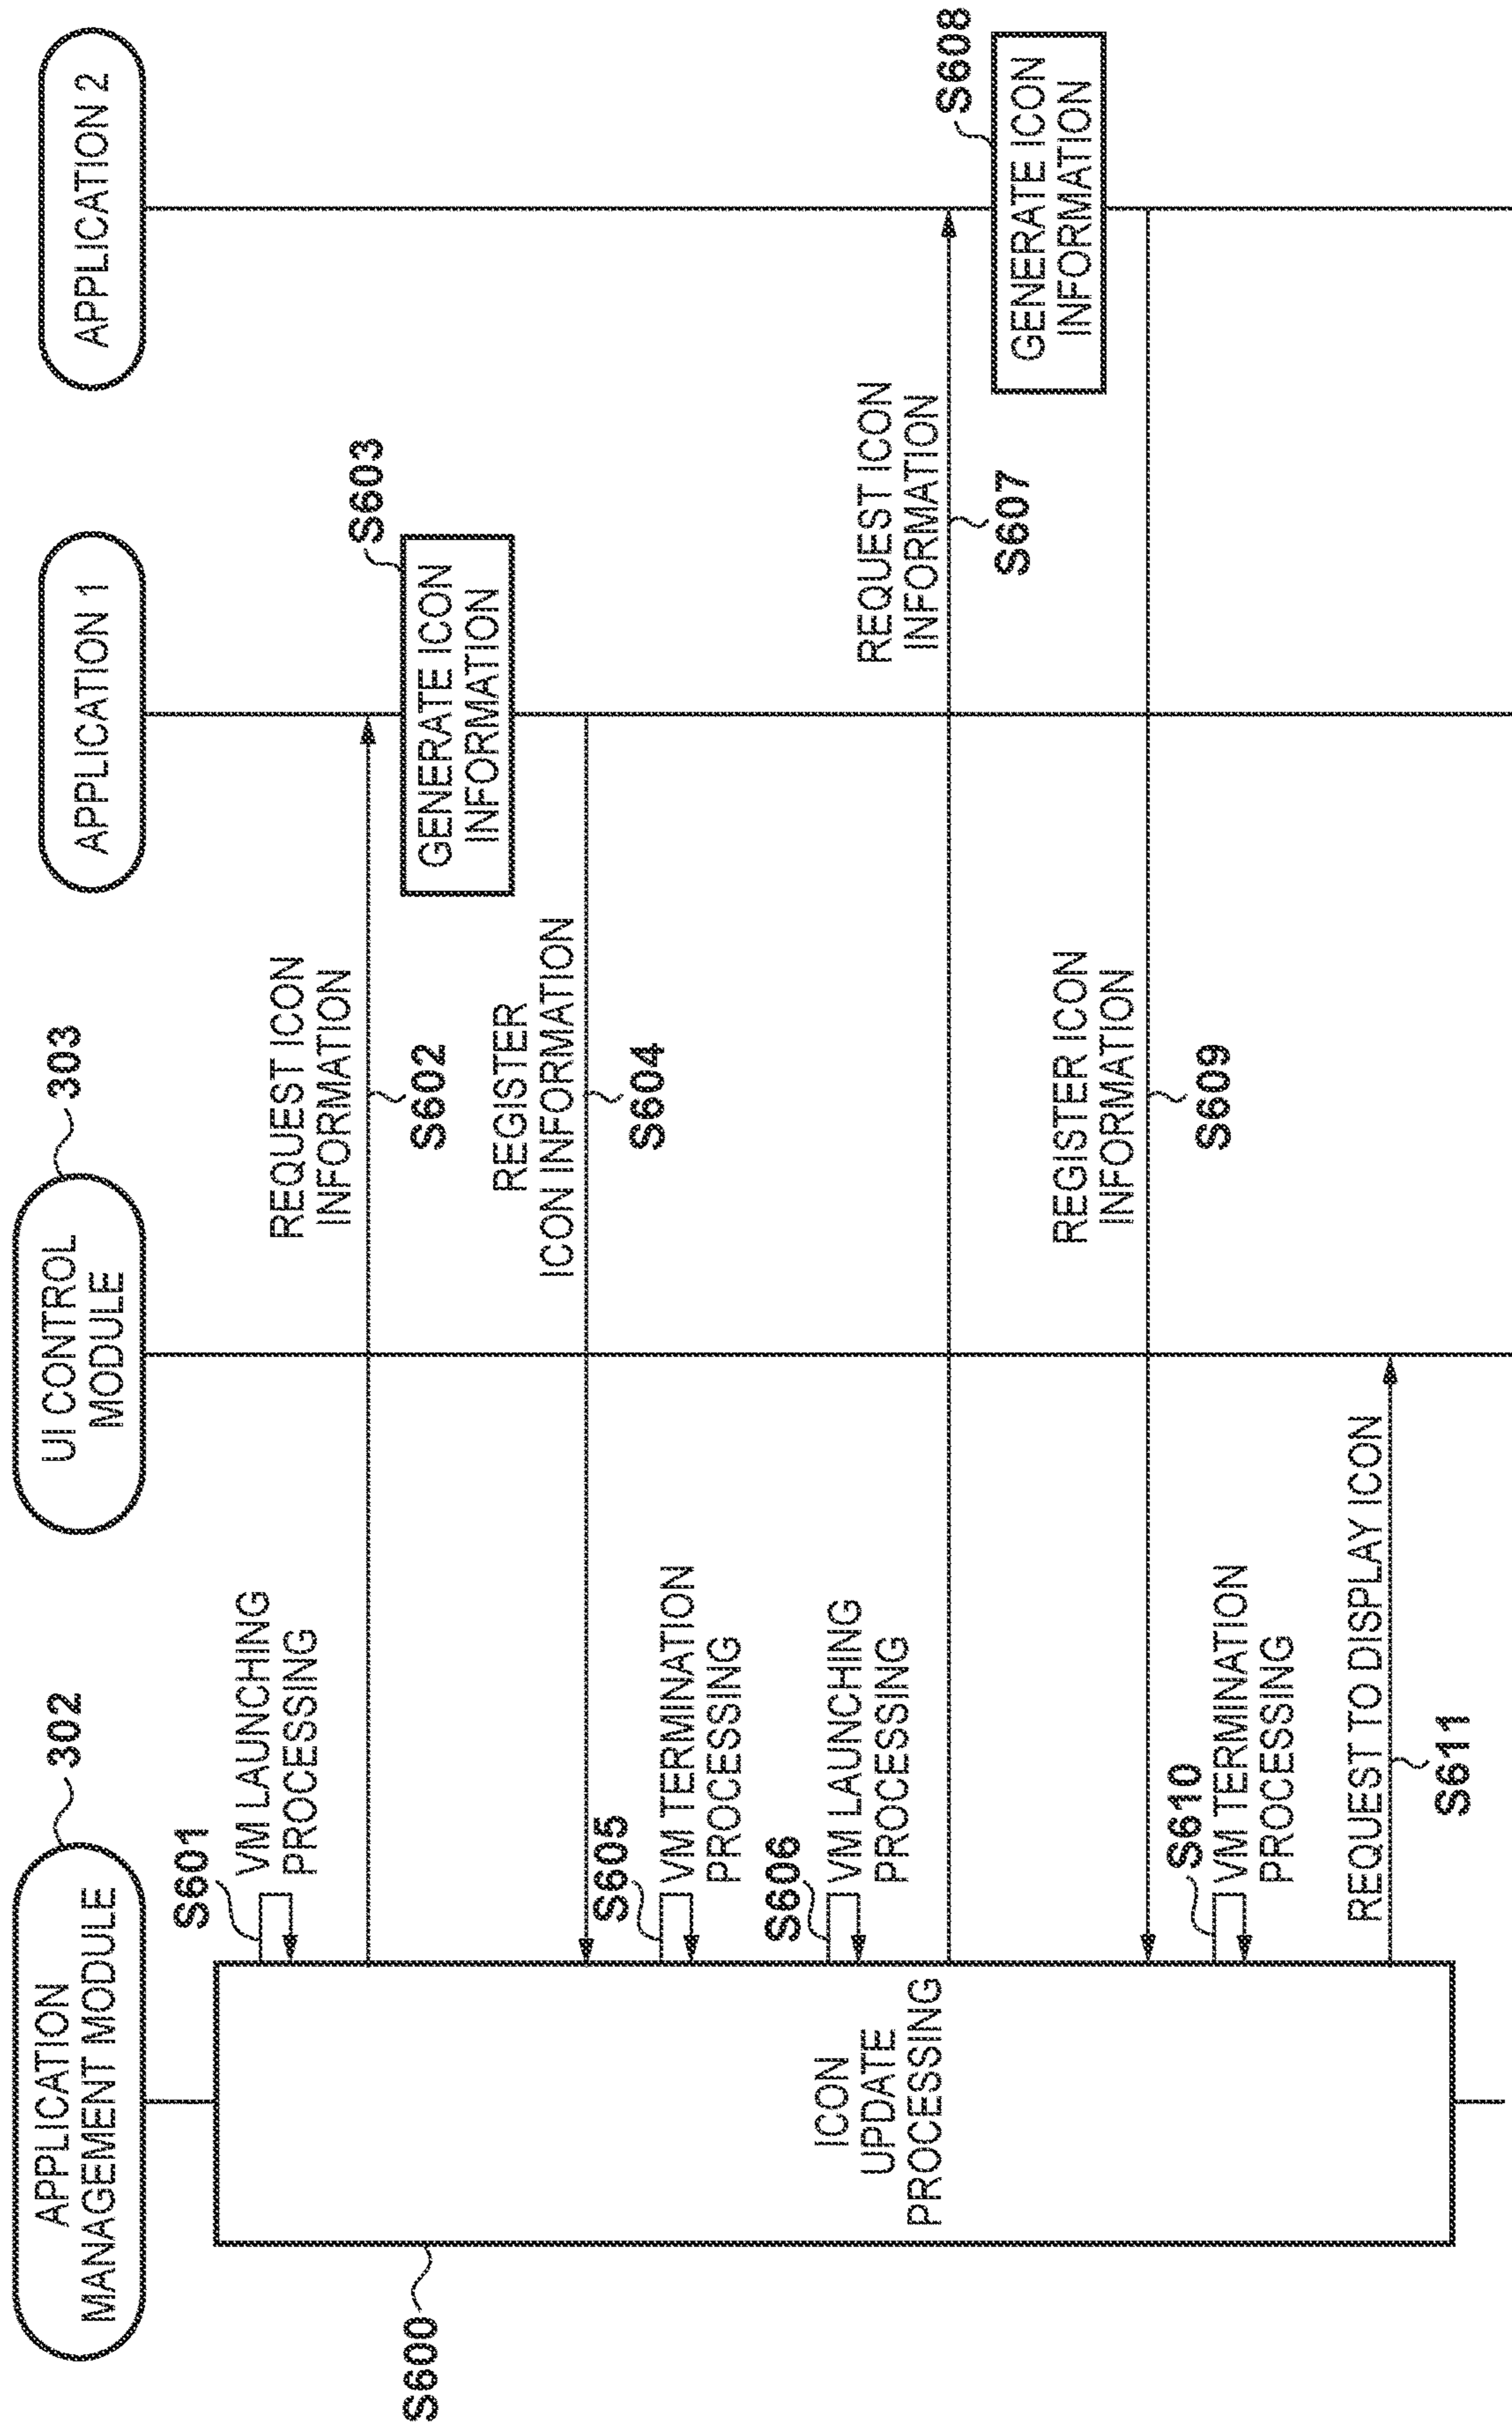 APPLICATION
MANAGEMENT MODULE
302
UI CONTROL
MODULE
303
APPLICATION 1
APPLICATION 2
S600
ICON
UPDATE
PROCESSING
S601
VM LAUNCHING
PROCESSING
REQUEST ICON
INFORMATION
S602
S603
GENERATE ICON
INFORMATION
REGISTER
ICON INFORMATION
S604
S605
VM TERMINATION
PROCESSING
S606
VM LAUNCHING
PROCESSING
REQUEST ICON
INFORMATION
S607
S608
GENERATE ICON
INFORMATION
REGISTER ICON
INFORMATION
S609
S610
VM TERMINATION
PROCESSING
REQUEST TO DISPLAY ICON
S611